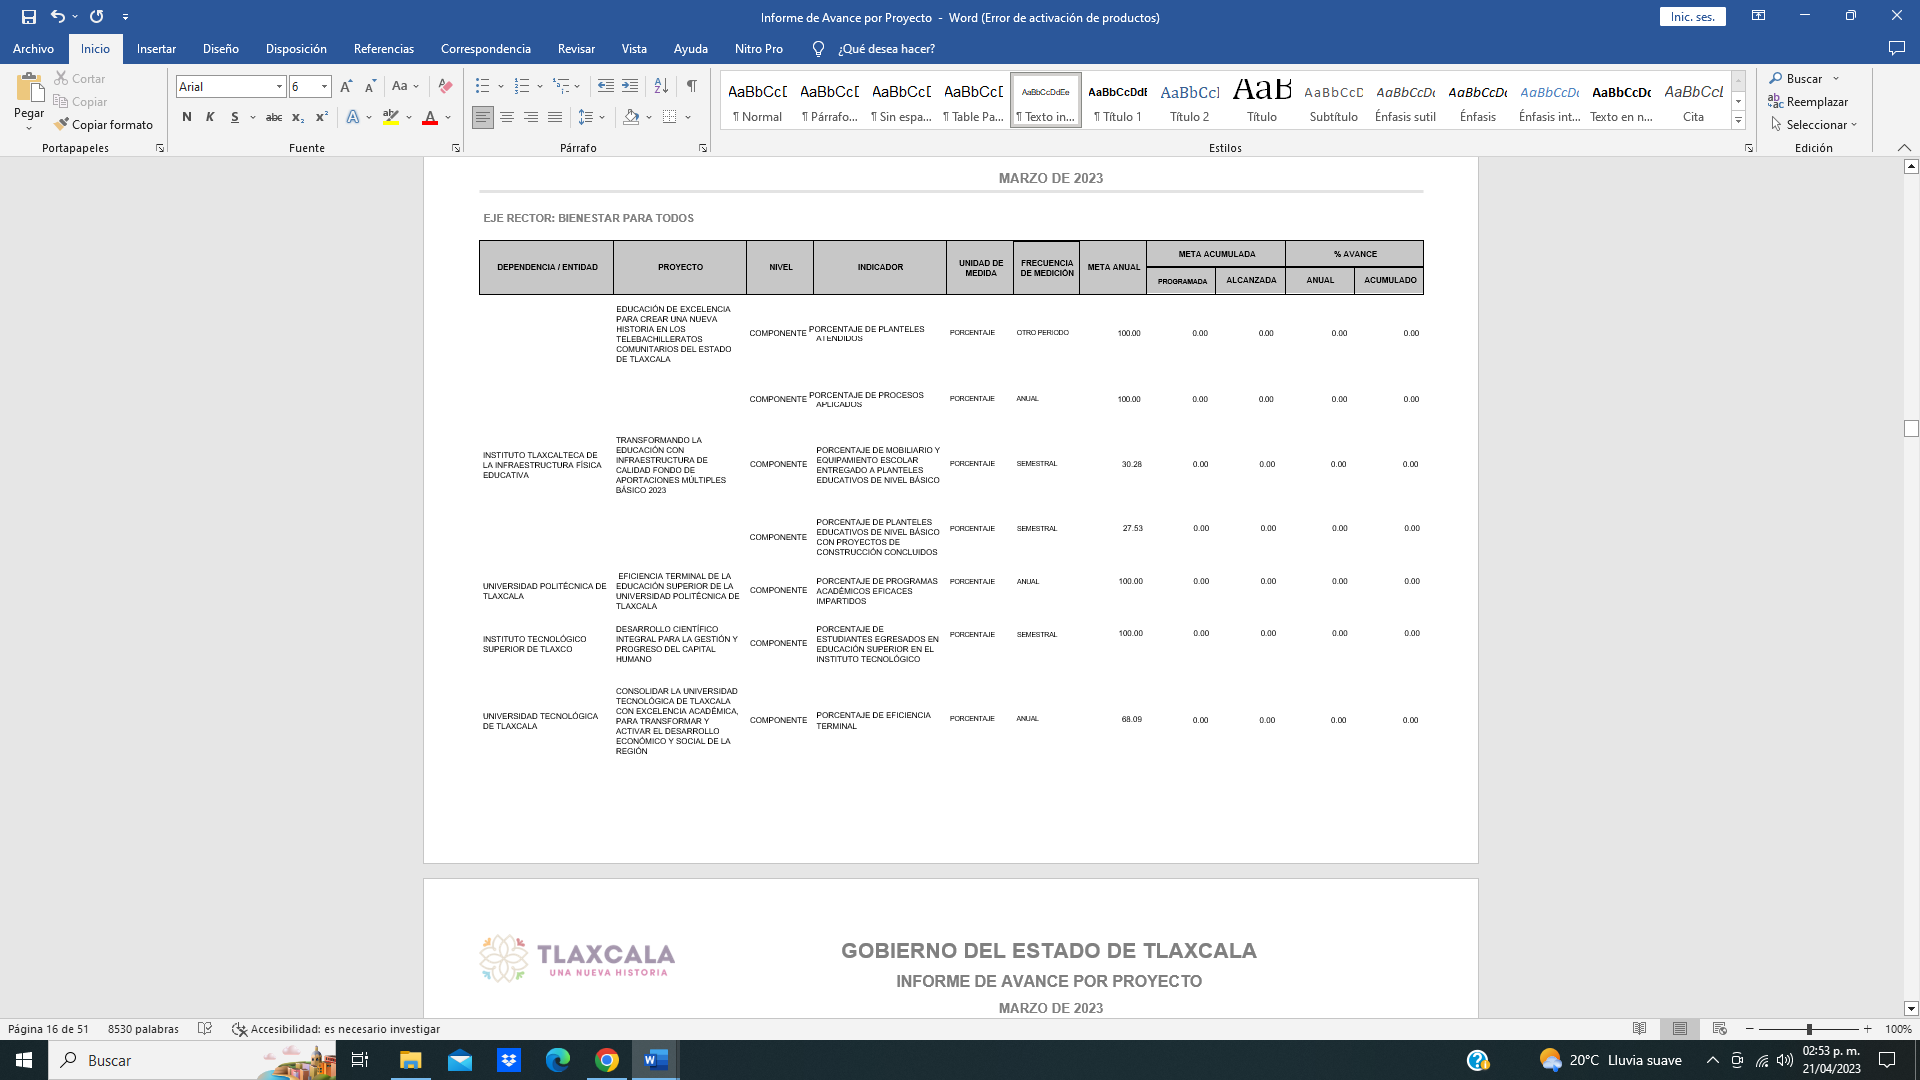 Informe de Avance por Proyecto - Word (Error de activación de productos)
Inic. ses.
Archivo Inicio Insertar Diseño Disposición Referencias Correspondencia Revisar Vista Ayuda Nitro Pro ¿Qué desea hacer?
Pegar
Cortar
Copiar
Copiar formato
Portapapeles
Arial 6
Fuente
Párrafo
AaBbCcI AaBbCcI AaBbCcI AaBbCcI AaBbCcDdEe AaBbCcDdE AaBbCcI AaB AaBbCcD AaBbCcDc AaBbCcDc AaBbCcDc AaBbCcDc AaBbCcL
¶ Normal ¶ Párrafo... ¶ Sin espa... ¶ Table Pa... ¶ Texto in... ¶ Título 1 Título 2 Título Subtítulo Énfasis sutil Énfasis Énfasis int... Texto en n... Cita
Estilos
Buscar
Reemplazar
Seleccionar
Edición
MARZO DE 2023
EJE RECTOR: BIENESTAR PARA TODOS
DEPENDENCIA / ENTIDAD PROYECTO NIVEL INDICADOR UNIDAD DE MEDIDA FRECUENCIA DE MEDICIÓN META ANUAL META ACUMULADA % AVANCE
PROGRAMADA ALCANZADA ANUAL ACUMULADO
EDUCACIÓN DE EXCELENCIA
PARA CREAR UNA NUEVA
HISTORIA EN LOS
TELEBACHILLERATOS
COMUNITARIOS DEL ESTADO
DE TLAXCALA
COMPONENTE PORCENTAJE DE PLANTELES
ATENDIDOS
PORCENTAJE OTRO PERIODO 100.00 0.00 0.00 0.00 0.00
COMPONENTE PORCENTAJE DE PROCESOS
APLICADOS
PORCENTAJE ANUAL 100.00 0.00 0.00 0.00 0.00
INSTITUTO TLAXCALTECA DE
LA INFRAESTRUCTURA FÍSICA
EDUCATIVA
TRANSFORMANDO LA
EDUCACIÓN CON
INFRAESTRUCTURA DE
CALIDAD FONDO DE
APORTACIONES MÚLTIPLES
BÁSICO 2023
COMPONENTE
PORCENTAJE DE MOBILIARIO Y
EQUIPAMIENTO ESCOLAR
ENTREGADO A PLANTELES
EDUCATIVOS DE NIVEL BÁSICO
PORCENTAJE SEMESTRAL 30.28 0.00 0.00 0.00 0.00
COMPONENTE
PORCENTAJE DE PLANTELES
EDUCATIVOS DE NIVEL BÁSICO
CON PROYECTOS DE
CONSTRUCCIÓN CONCLUIDOS
PORCENTAJE SEMESTRAL 27.53 0.00 0.00 0.00 0.00
UNIVERSIDAD POLITÉCNICA DE
TLAXCALA
EFICIENCIA TERMINAL DE LA
EDUCACIÓN SUPERIOR DE LA
UNIVERSIDAD POLITÉCNICA DE
TLAXCALA
COMPONENTE
PORCENTAJE DE PROGRAMAS
ACADÉMICOS EFICACES
IMPARTIDOS
PORCENTAJE ANUAL 100.00 0.00 0.00 0.00 0.00
INSTITUTO TECNOLÓGICO
SUPERIOR DE TLAXCO
DESARROLLO CIENTÍFICO
INTEGRAL PARA LA GESTIÓN Y
PROGRESO DEL CAPITAL
HUMANO
COMPONENTE
PORCENTAJE DE
ESTUDIANTES EGRESADOS EN
EDUCACIÓN SUPERIOR EN EL
INSTITUTO TECNOLÓGICO
PORCENTAJE SEMESTRAL 100.00 0.00 0.00 0.00 0.00
UNIVERSIDAD TECNOLÓGICA
DE TLAXCALA
CONSOLIDAR LA UNIVERSIDAD
TECNOLÓGICA DE TLAXCALA
CON EXCELENCIA ACADÉMICA,
PARA TRANSFORMAR Y
ACTIVAR EL DESARROLLO
ECONÓMICO Y SOCIAL DE LA
REGIÓN
COMPONENTE
PORCENTAJE DE EFICIENCIA
TERMINAL
PORCENTAJE ANUAL 68.09 0.00 0.00 0.00 0.00
TLAXCALA
UNA NUEVA HISTORIA
GOBIERNO DEL ESTADO DE TLAXCALA
INFORME DE AVANCE POR PROYECTO
MARZO DE 2023
Página 16 de 51 8530 palabras Accesibilidad: es necesario investigar 100%
Buscar
20°C Lluvia suave
02:53 p. m.
21/04/2023